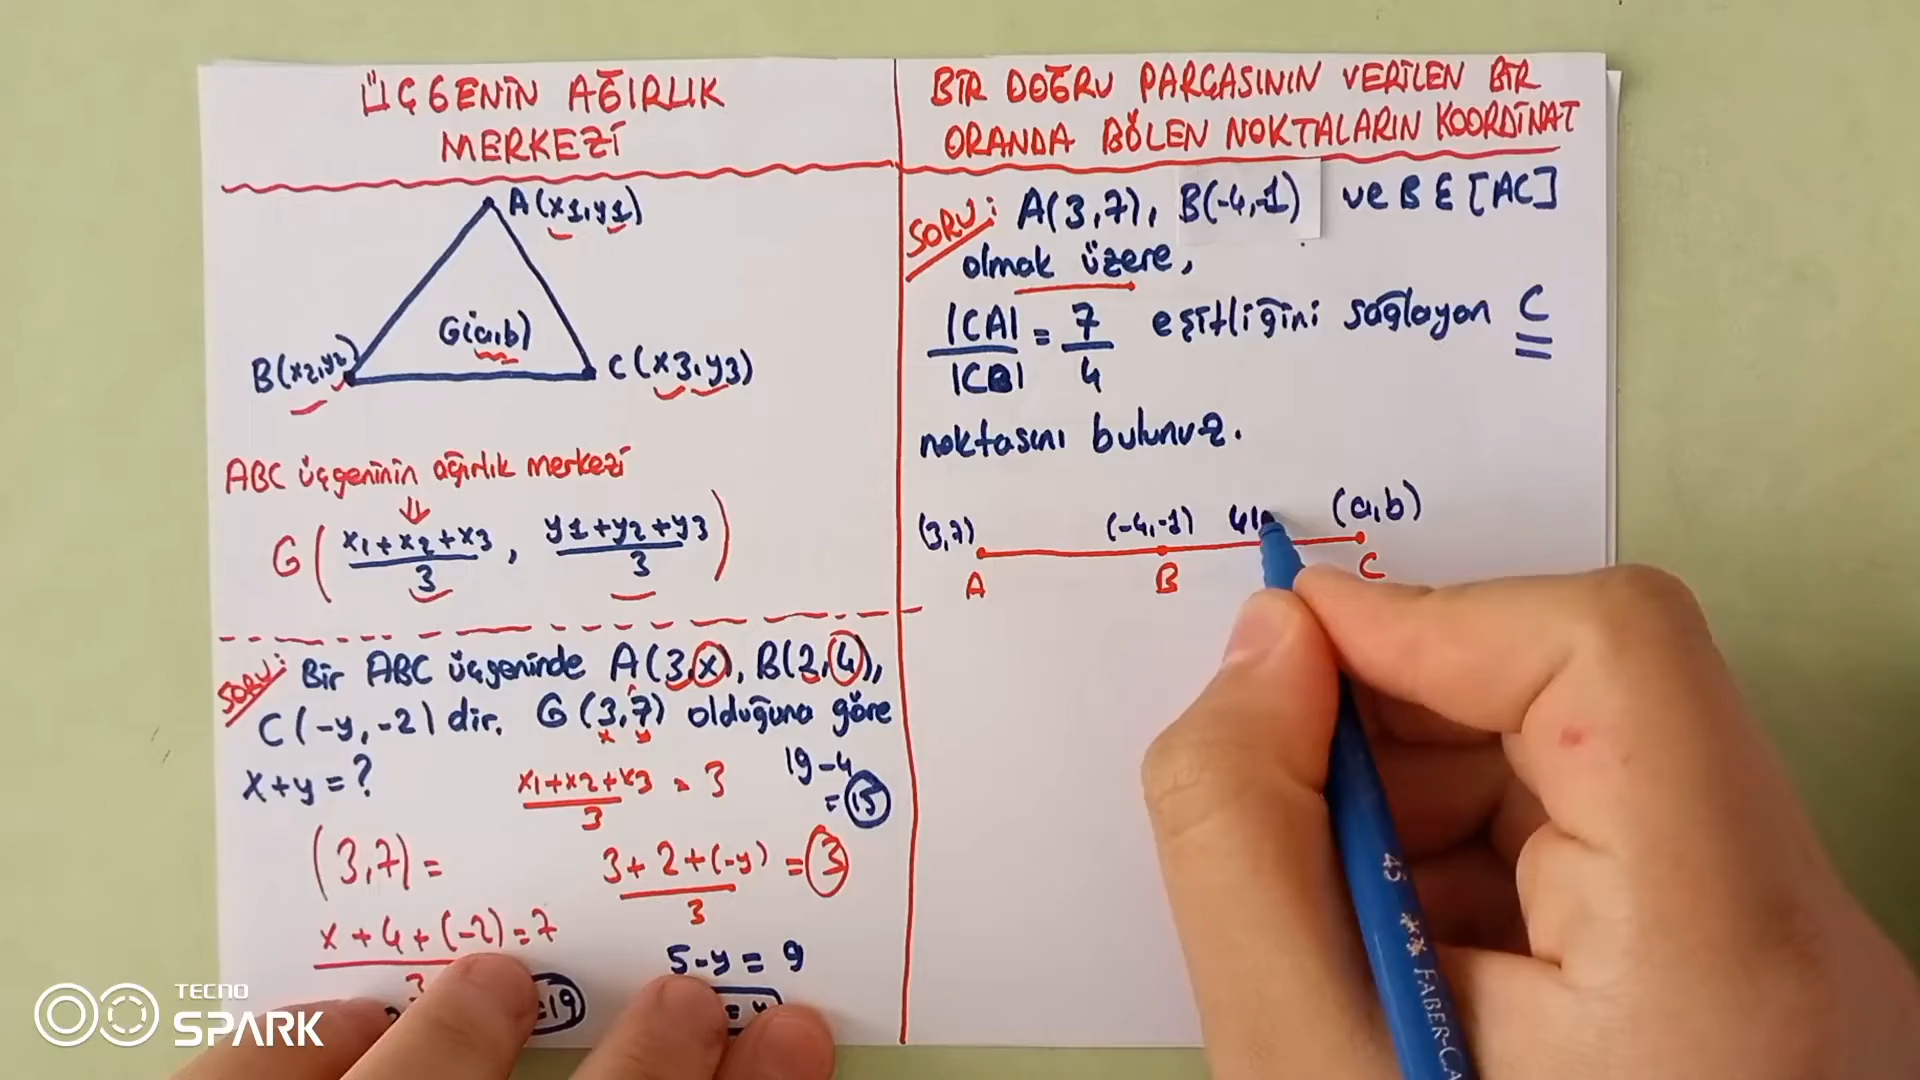 ÜÇGENİN AĞIRLIK
MERKEZİ
A(x1,y1)
G(a,b)
B(x2,y2)
C(x3,y3)
ABC üçgeninin ağırlık merkezi
G(x1+x2+x3/3, y1+y2+y3/3)
SORU: Bir ABC üçgeninde A(3,x), B(2,4),
C(-y,-2) dir. G(3,7) olduğuna göre
x+y=?
x1+x2+x3/3 = 3
19-4
=15
(3,7)=
3+2+(-y)/3 = 3
x+4+(-2)=7
3
5-y=9
=19
BİR DOĞRU PARÇASININ VERİLEN BİR
ORANDA BÖLEN NOKTALARIN KOORDİNAT
SORU: A(3,7), B(-4,-1) ve B E [AC]
olmak üzere,
|CA|/|CB| = 7/4 eşitliğini sağlayan C
noktasını bulunuz.
(3,7) (-4,-1) (a,b)
A B C
45
FABER-CA
TECNO
SPARK